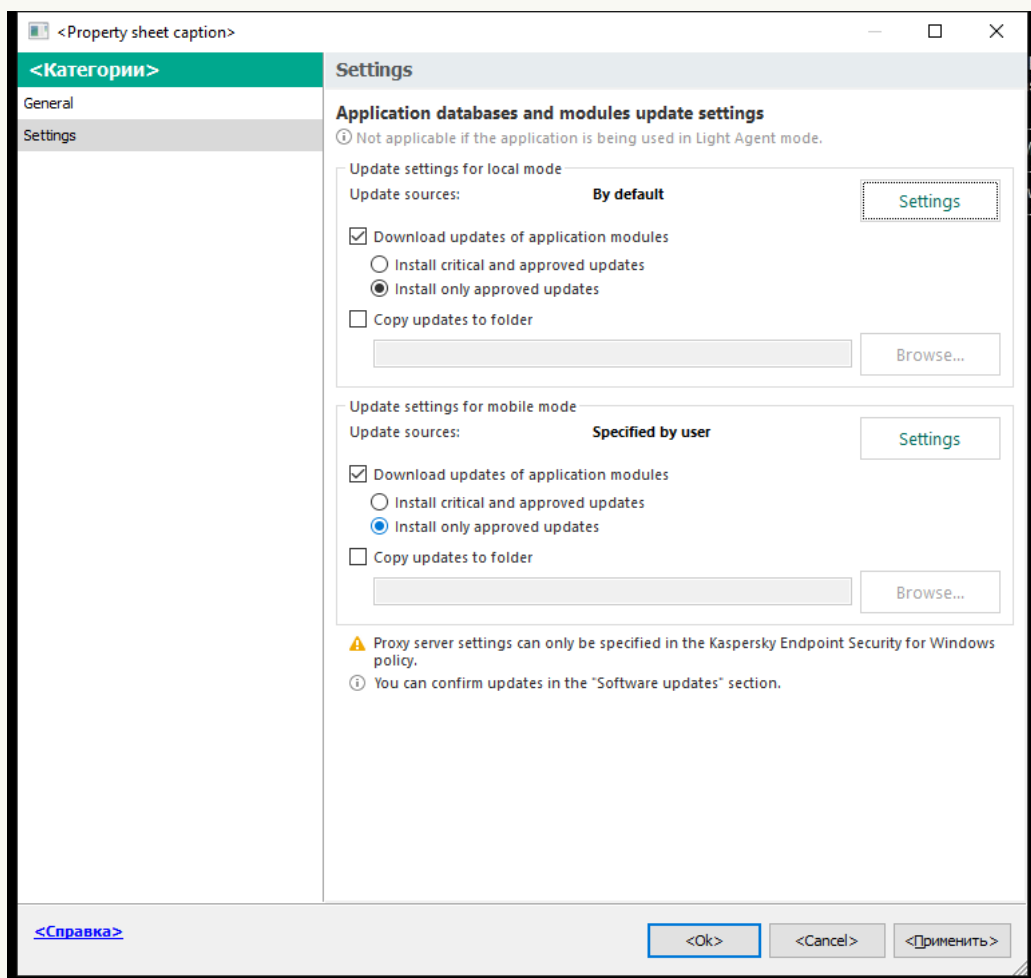 <Property sheet caption>
<Категории>
General
Settings
Settings
Application databases and modules update settings
Not applicable if the application is being used in Light Agent mode.
Update settings for local mode
Update sources: By default Settings
Download updates of application modules
Install critical and approved updates
Install only approved updates
Copy updates to folder
Browse...
Update settings for mobile mode
Update sources: Specified by user Settings
Download updates of application modules
Install critical and approved updates
Install only approved updates
Copy updates to folder
Browse...
Proxy server settings can only be specified in the Kaspersky Endpoint Security for Windows
policy.
You can confirm updates in the "Software updates" section.
<Справка> <Ok> <Cancel> <Применить>